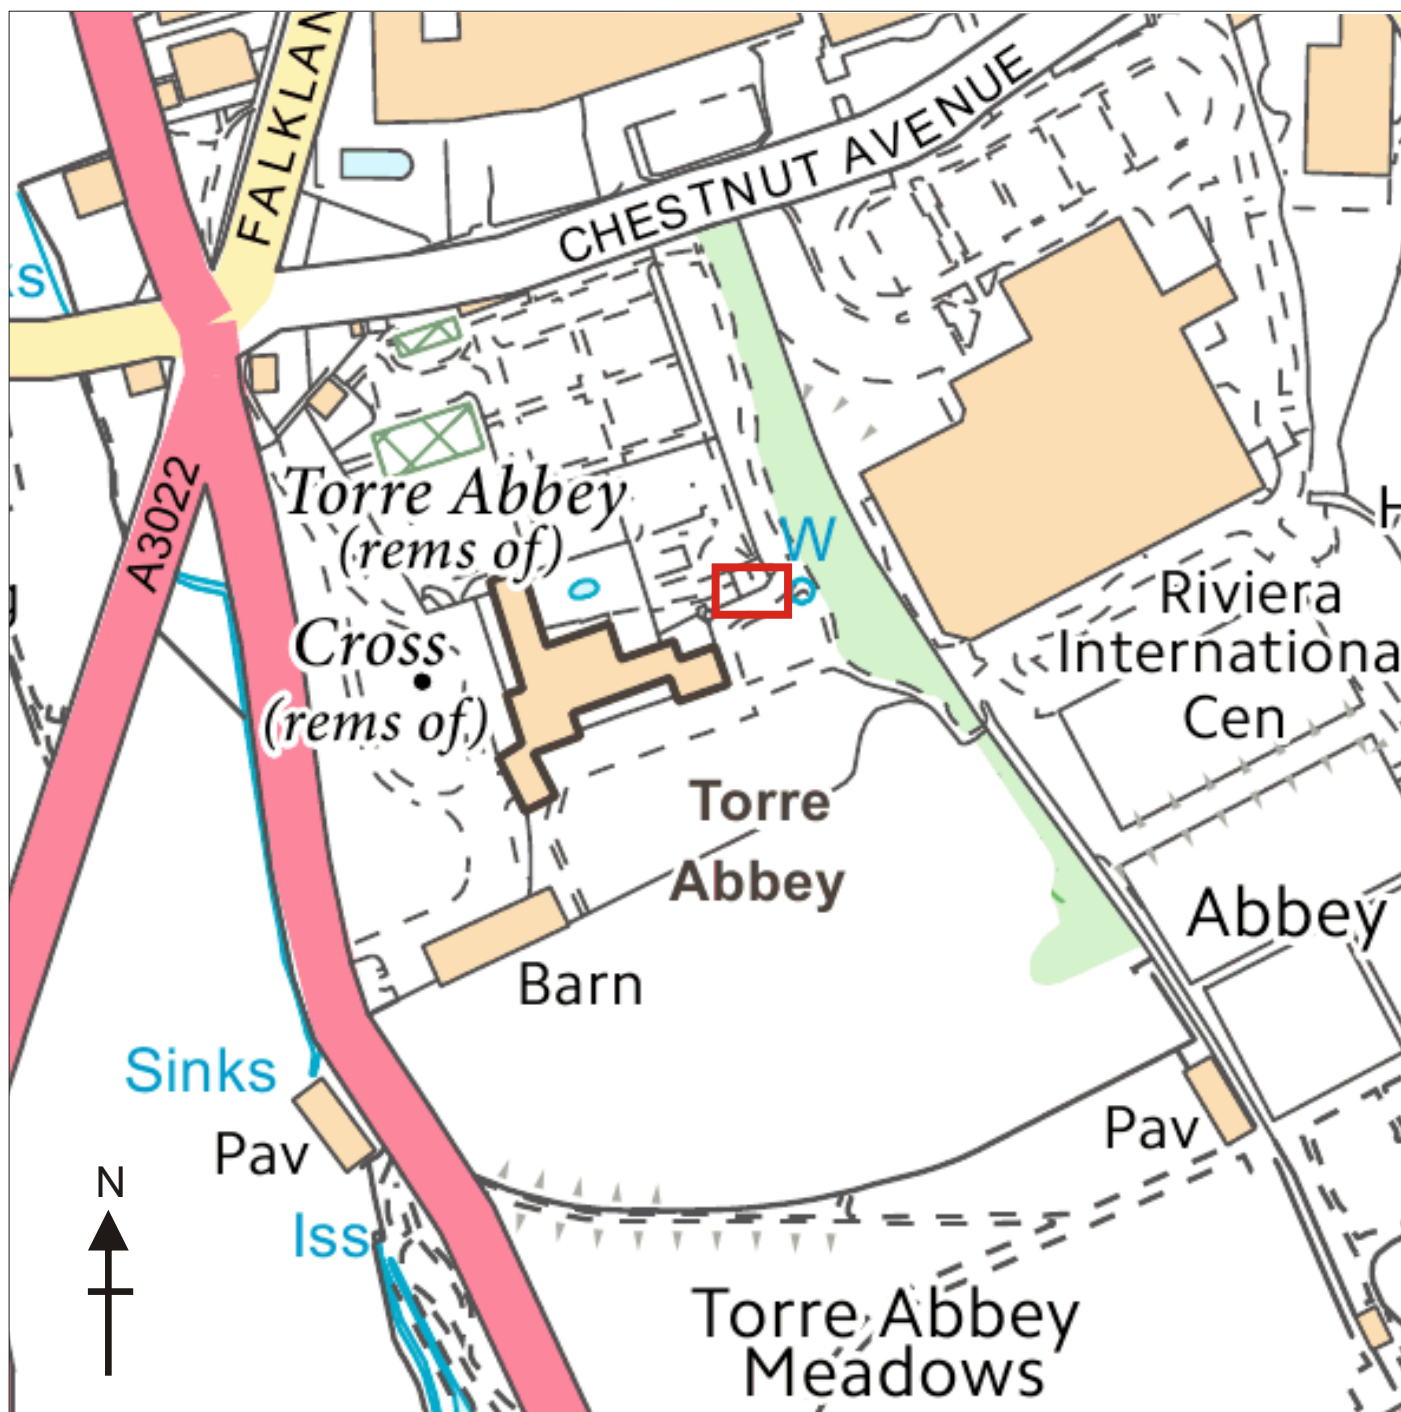 FALKLAN
CHESTNUT AVENUE
ks
A3022
Torre Abbey
(rems of)
W
Cross
(rems of)
Riviera
Internationa
Cen
H
Torre
Abbey
Abbey
Barn
Sinks
Pav
Pav
N
Iss
Torre Abbey
Meadows